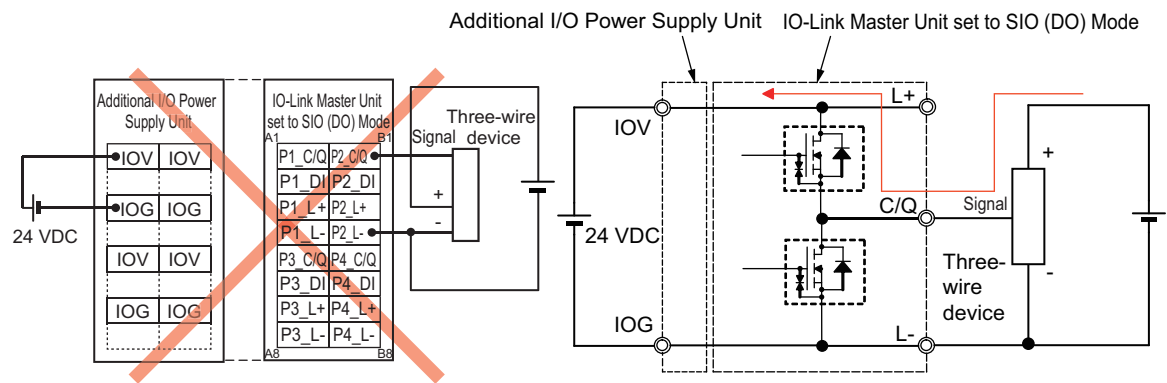 Additional I/O Power Supply Unit
IO-Link Master Unit set to SIO (DO) Mode
Additional I/O Power
Supply Unit
IOV IOV
IOG IOG
IOV IOV
IOG IOG
24 VDC
IO-Link Master Unit
set to SIO (DO) Mode
A1 B1
P1_C/Q P2_C/Q
P1_DI P2_DI
P1_L+ P2_L+
P1_L- P2_L-
P3_C/Q P4_C/Q
P3_DI P4_DI
P3_L+ P4_L+
P3_L- P4_L-
A8 B8
Signal
Three-wire
device
+
-
IOV
24 VDC
IOG
L+
C/Q
L-
Signal
+
-
Three-
wire
device